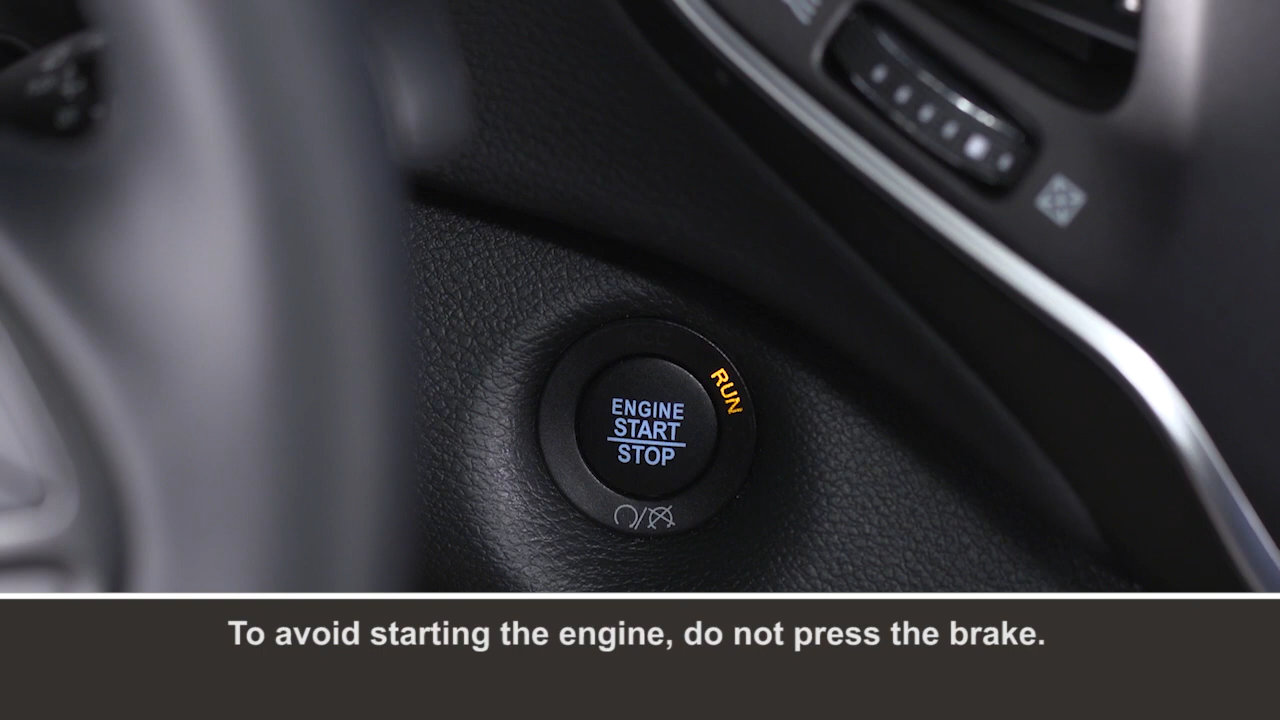 RUN
ENGINE
START
STOP
To avoid starting the engine, do not press the brake.